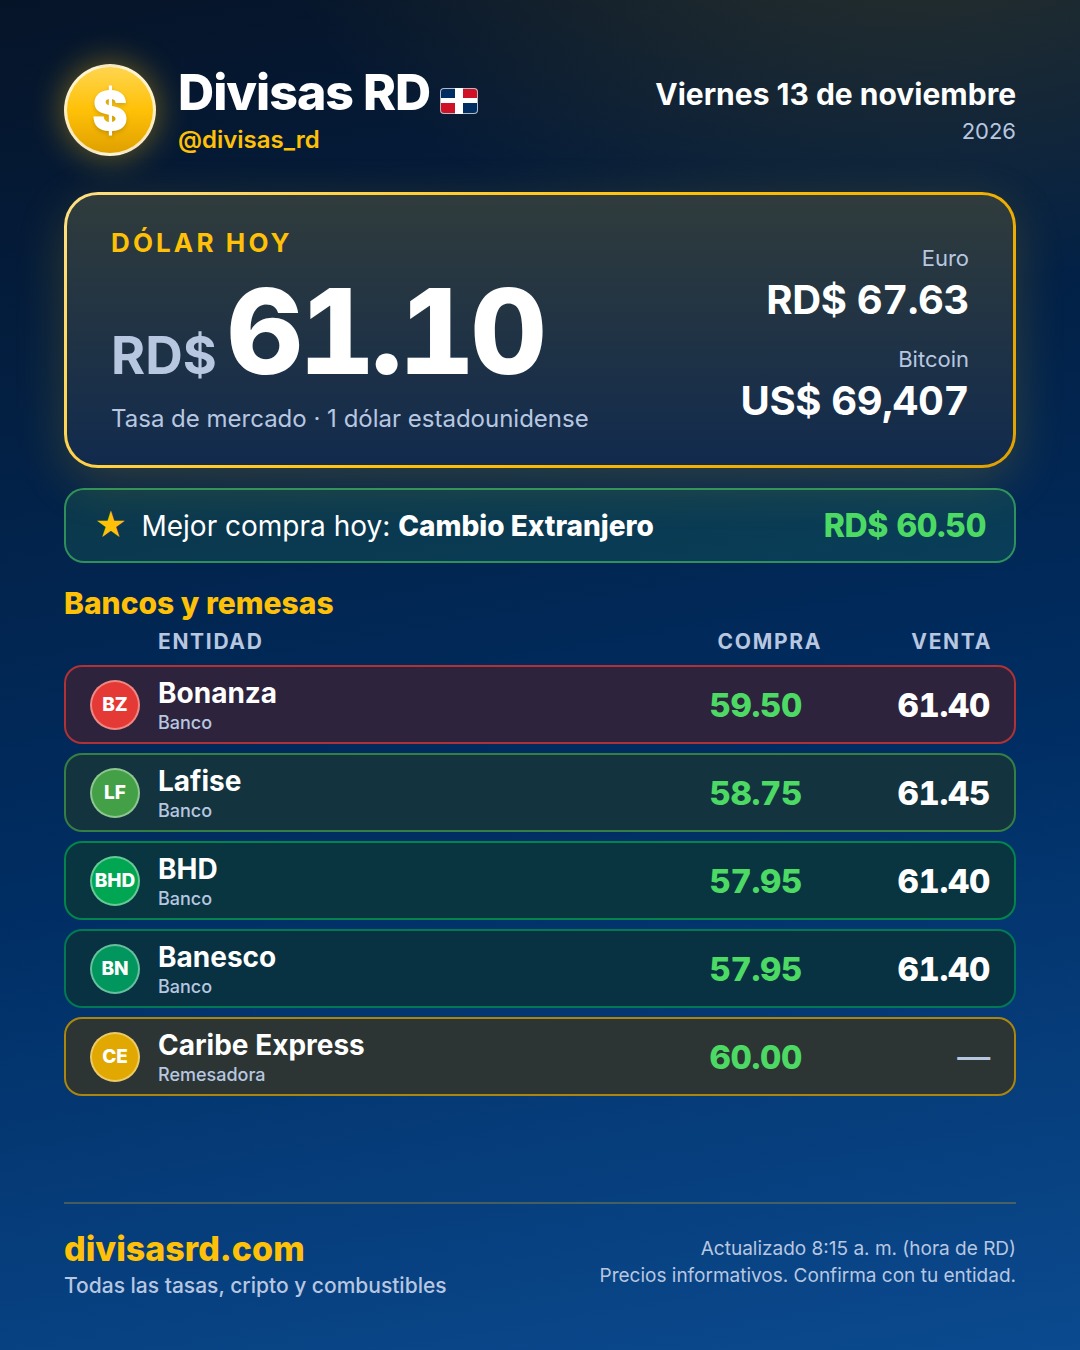 $
Divisas RD
@divisas_rd
Viernes 13 de noviembre
2026
DÓLAR HOY
RD$ 61.10
Tasa de mercado · 1 dólar estadounidense
Euro
RD$ 67.63
Bitcoin
US$ 69,407
★ Mejor compra hoy: Cambio Extranjero RD$ 60.50
Bancos y remesas
ENTIDAD COMPRA VENTA
BZ Bonanza 59.50 61.40
Banco
LF Lafise 58.75 61.45
Banco
BHD BHD 57.95 61.40
Banco
BN Banesco 57.95 61.40
Banco
CE Caribe Express 60.00 —
Remesadora
divisasrd.com
Todas las tasas, cripto y combustibles
Actualizado 8:15 a. m. (hora de RD)
Precios informativos. Confirma con tu entidad.